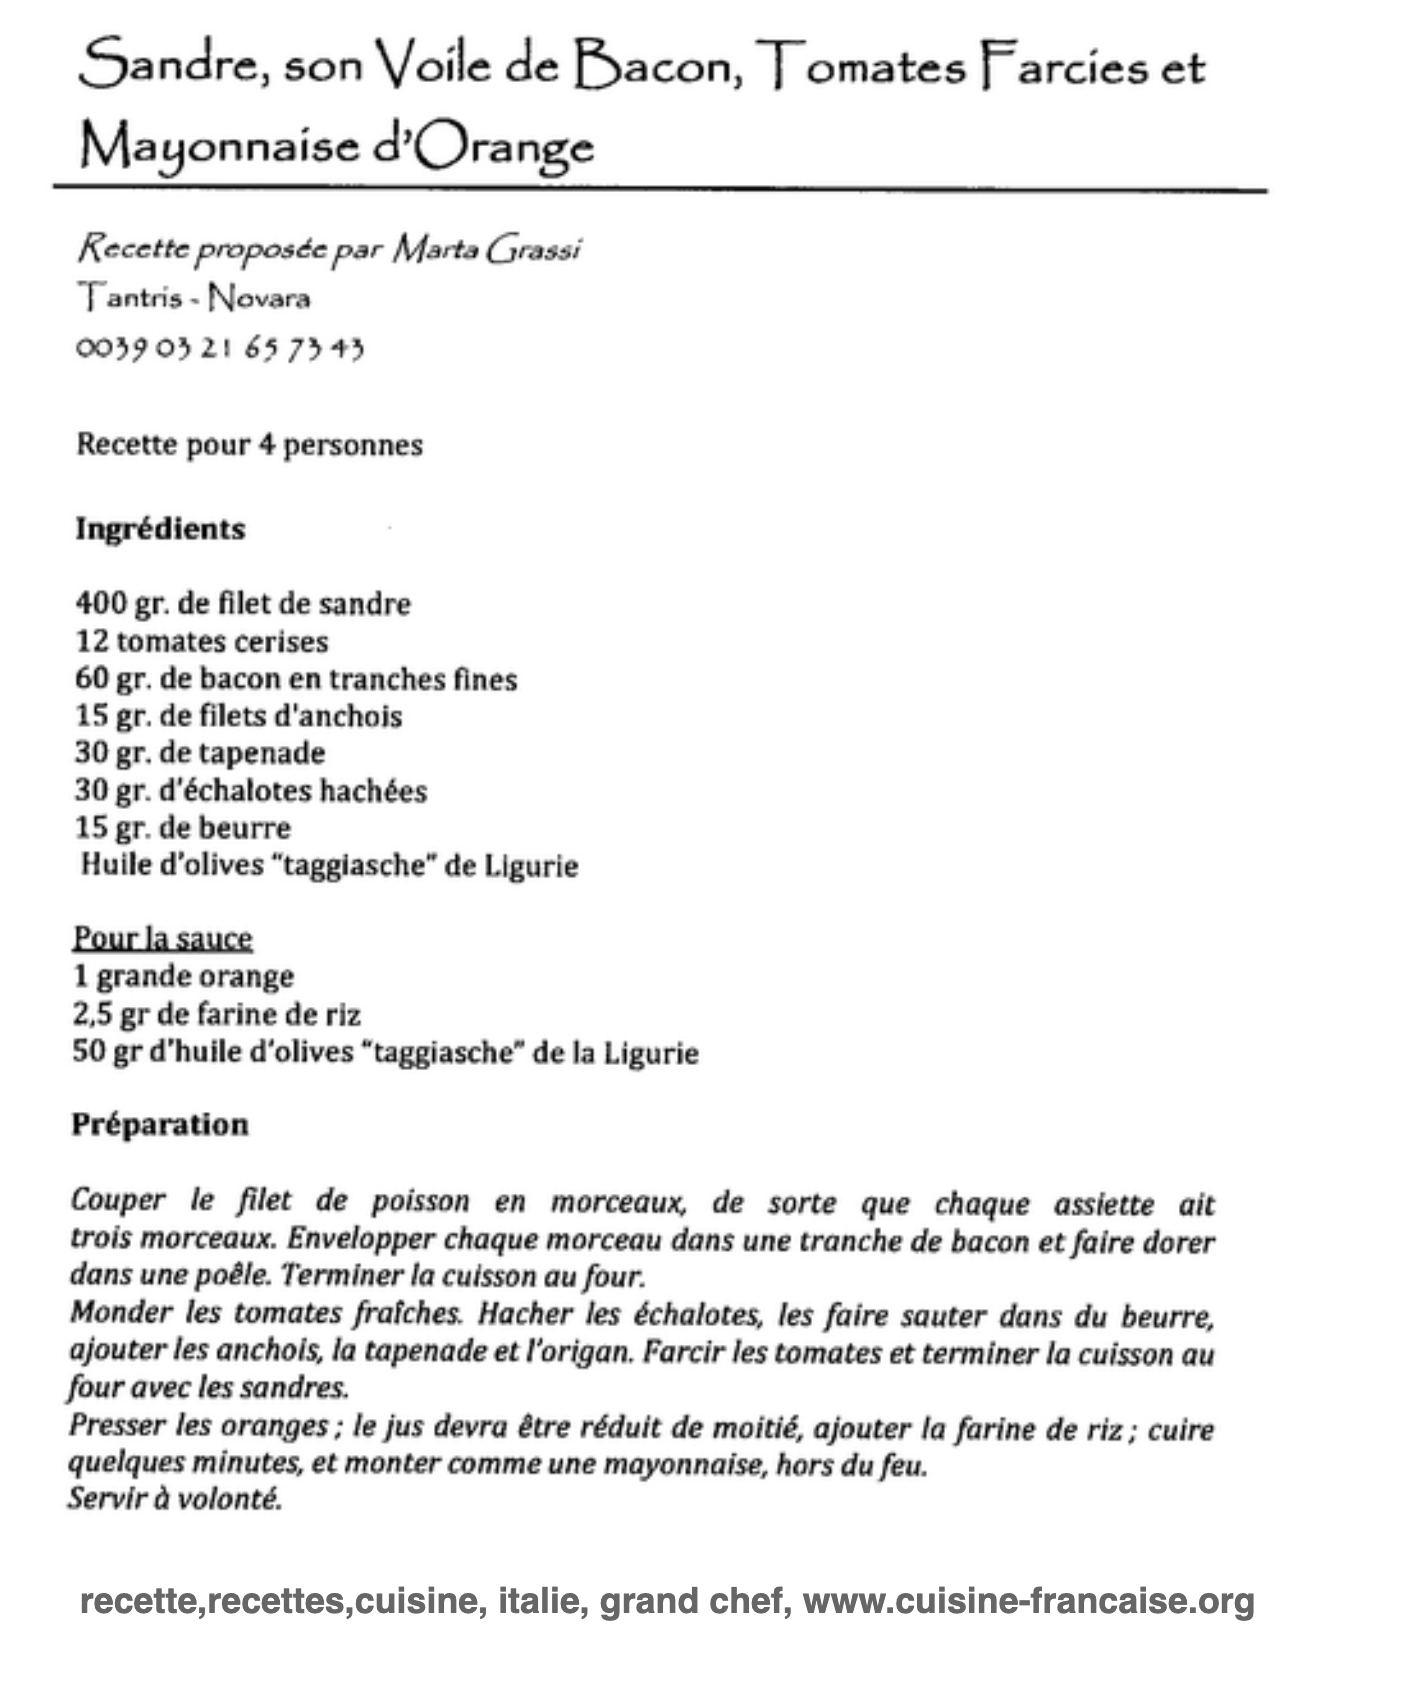 Sandre, son Voile de Bacon, Tomates Farcies et
Mayonnaise d'Orange
Recette proposée par Marta Grassi
Tantris - Novara
0039 03 21 65 73 43
Recette pour 4 personnes
Ingrédients
400 gr. de filet de sandre
12 tomates cerises
60 gr. de bacon en tranches fines
15 gr. de filets d'anchois
30 gr. de tapenade
30 gr. d'échalotes hachées
15 gr. de beurre
Huile d'olives "taggiasche" de Ligurie
Pour la sauce
1 grande orange
2,5 gr de farine de riz
50 gr d'huile d'olives "taggiasche" de la Ligurie
Préparation
Couper le filet de poisson en morceaux, de sorte que chaque assiette ait
trois morceaux. Envelopper chaque morceau dans une tranche de bacon et faire dorer
dans une poêle. Terminer la cuisson au four.
Monder les tomates fraîches. Hacher les échalotes, les faire sauter dans du beurre,
ajouter les anchois, la tapenade et l'origan. Farcir les tomates et terminer la cuisson au
four avec les sandres.
Presser les oranges ; le jus devra être réduit de moitié, ajouter la farine de riz ; cuire
quelques minutes, et monter comme une mayonnaise, hors du feu.
Servir à volonté.
recette,recettes,cuisine, italie, grand chef, www.cuisine-francaise.org